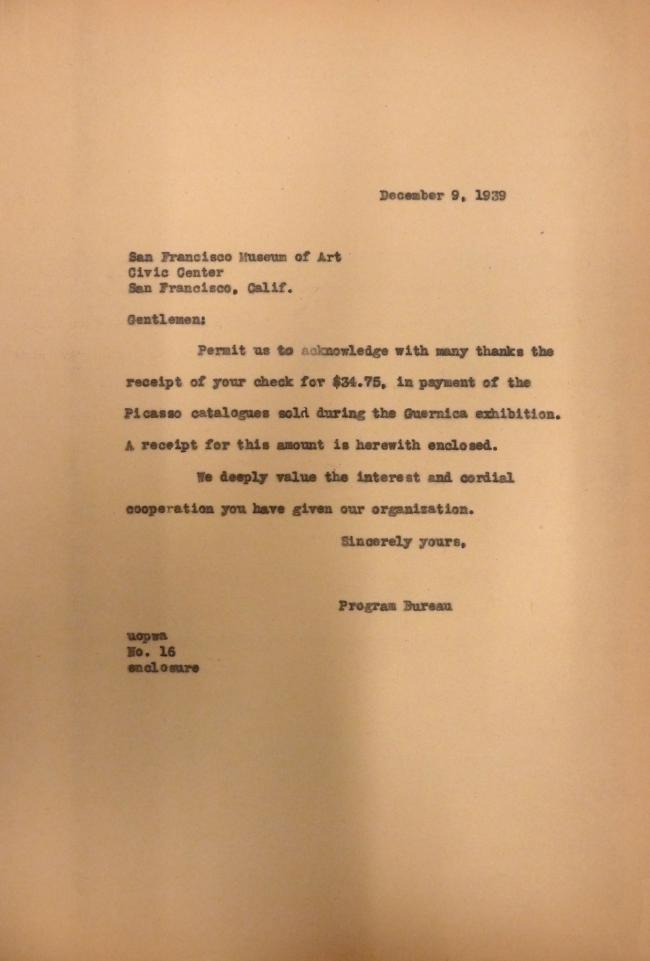 December 9, 1939
San Francisco Museum of Art
Civic Center
San Francisco, Calif.
Gentlemen:
Permit us to acknowledge with many thanks the
receipt of your check for $34.75, in payment of the
Picasso catalogues sold during the Guernica exhibition.
A receipt for this amount is herewith enclosed.
We deeply value the interest and cordial
cooperation you have given our organization.
Sincerely yours,
Program Bureau
uopwa
No. 16
enclosure